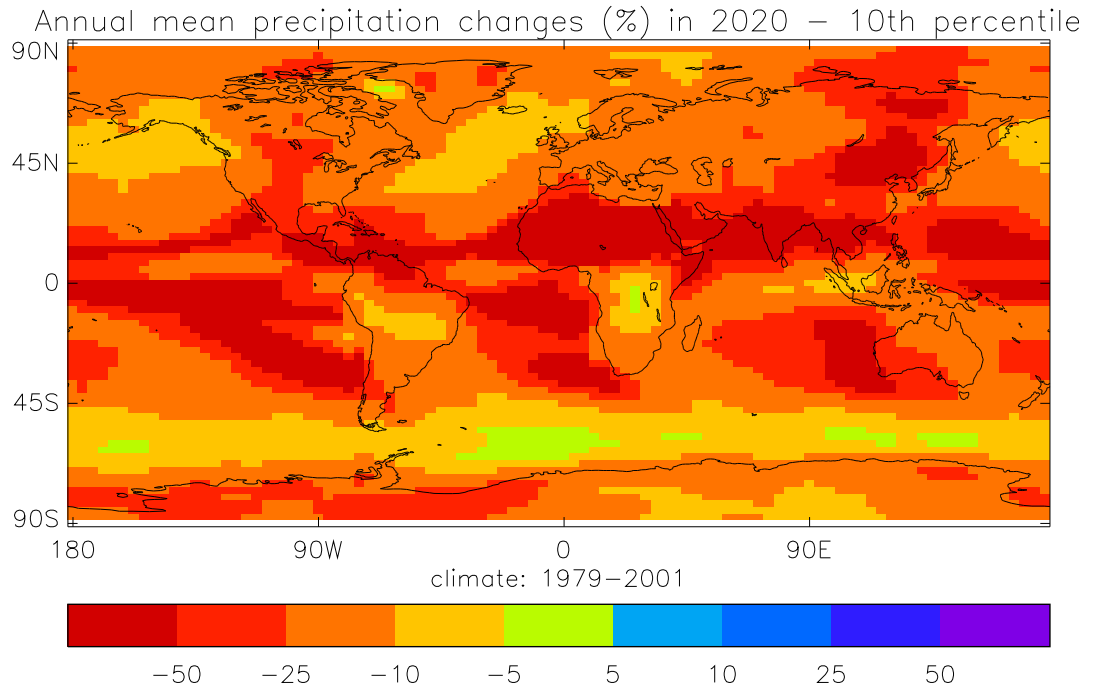 Annual mean precipitation changes (%) in 2020 − 10th percentile
90N
45N
0
45S
90S
180 90W 0 90E
climate: 1979−2001
−50 −25 −10 −5 5 10 25 50